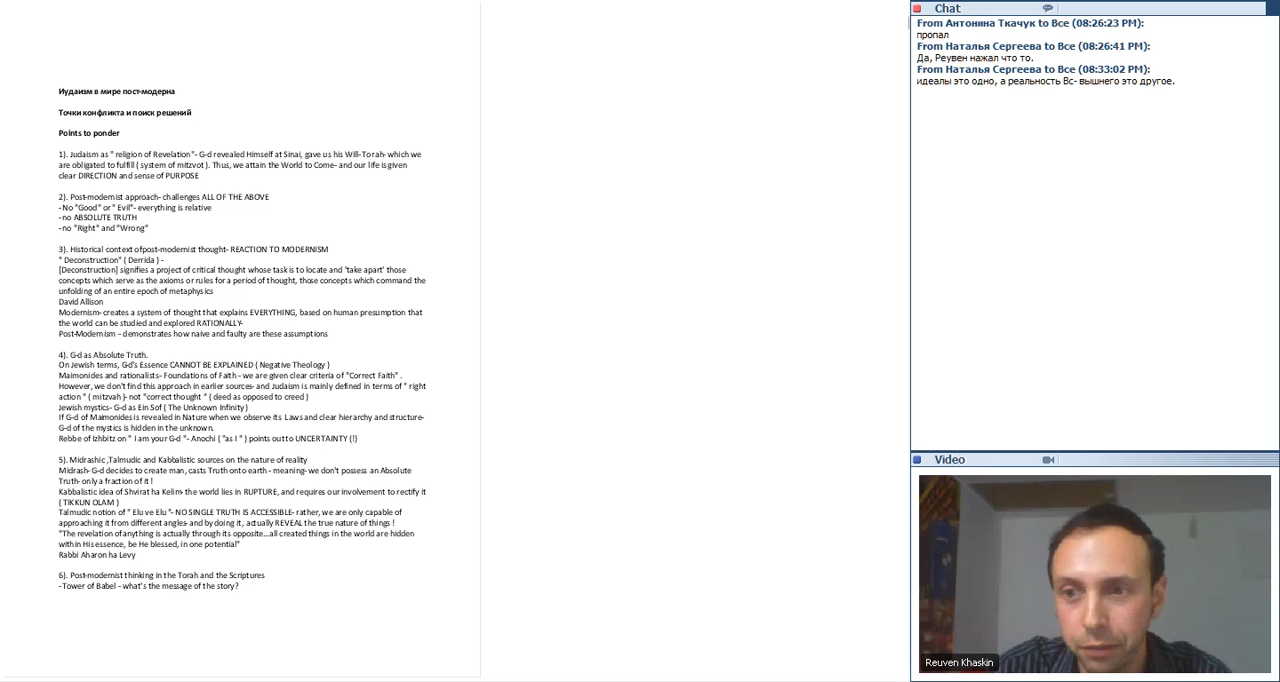 Иудаизм в мире пост-модерна
Точки конфликта и поиск решений
Points to ponder
1). Judaism as " religion of Revelation"- G-d revealed Himself at Sinai, gave us his Will-Torah- which we
are obligated to fulfill ( system of mitzvot ). Thus, we attain the World to Come- and our life is given
clear DIRECTION and sense of PURPOSE
2). Post-modernist approach- challenges ALL OF THE ABOVE
-No "Good" or " Evil"- everything is relative
-no ABSOLUTE TRUTH
-no "Right" and "Wrong"
3). Historical context of post-modernist thought- REACTION TO MODERNISM
" Deconstruction" ( Derrida ) -
[Deconstruction] signifies a project of critical thought whose task is to locate and 'take apart' those
concepts which serve as the axioms or rules for a period of thought, those concepts which command the
unfolding of an entire epoch of metaphysics
David Allison
Modernism- creates a system of thought that explains EVERYTHING, based on human presumption that
the world can be studied and explored RATIONALLY-
Post-Modernism – demonstrates how naive and faulty are these assumptions
4). G-d as Absolute Truth.
On Jewish terms, G-d's Essence CANNOT BE EXPLAINED ( Negative Theology )
Maimonides and rationalists- Foundations of Faith - we are given clear criteria of "Correct Faith" .
However, we don't find this approach in earlier sources- and Judaism is mainly defined in terms of " right
action " ( mitzvah )- not "correct thought " ( deed as opposed to creed )
Jewish mystics- G-d as Ein Sof ( The Unknown Infinity )
If G-d of Maimonides is revealed in Nature when we observe its Laws and clear hierarchy and structure-
G-d of the mystics is hidden in the unknown.
Rebbe of Izhbitz on " I am your G-d "- Anochi ( "as I " ) points out to UNCERTAINTY (!)
5). Midrashic ,Talmudic and Kabbalistic sources on the nature of reality
Midrash- G-d decides to create man, casts Truth onto earth - meaning- we don't possess an Absolute
Truth- only a fraction of it !
Kabbalistic idea of Shvirat ha Kelim- the world lies in RUPTURE, and requires our involvement to rectify it
( TIKKUN OLAM )
Talmudic notion of " Elu ve Elu "- NO SINGLE TRUTH IS ACCESSIBLE- rather, we are only capable of
approaching it from different angles- and by doing it, actually REVEAL the true nature of things !
"The revelation of anything is actually through its opposite...all created things in the world are hidden
within His essence, be He blessed, in one potential"
Rabbi Aharon ha Levy
6). Post-modernist thinking in the Torah and the Scriptures
-Tower of Babel - what's the message of the story?
Chat
From Антонина Ткачук to Все (08:26:23 PM):
пропал
From Наталья Сергеева to Все (08:26:41 PM):
Да, Реувен нажал что то.
From Наталья Сергеева to Все (08:33:02 PM):
идеалы это одно, а реальность Вс- вышнего это другое.
Video
Reuven Khaskin